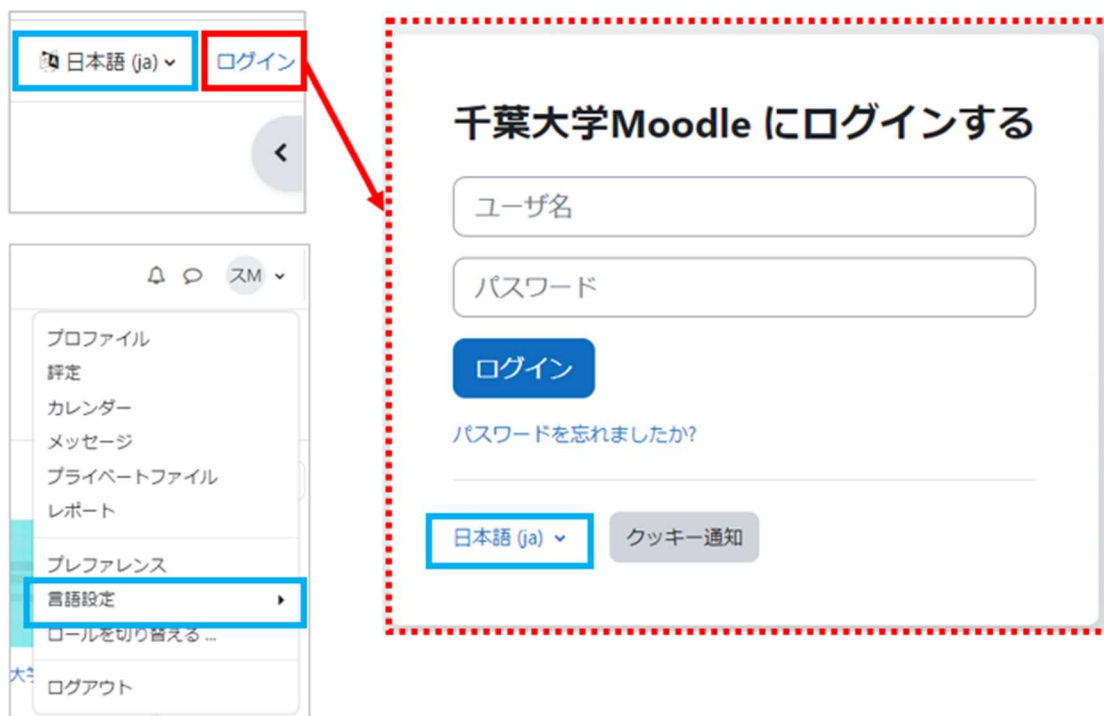 日本語 (ja)
ログイン
千葉大学Moodle にログインする
ユーザ名
パスワード
ログイン
パスワードを忘れましたか?
日本語 (ja)
クッキー通知
スM
プロファイル
評定
カレンダー
メッセージ
プライベートファイル
レポート
プレファレンス
言語設定
ロールを切り替える ...
大学
ログアウト